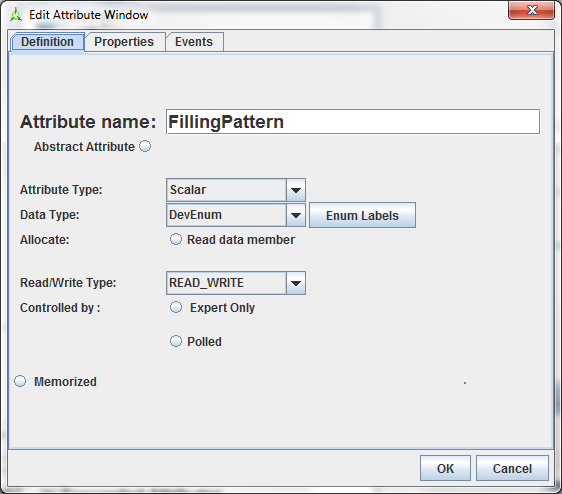 Edit Attribute Window
Definition Properties Events
Attribute name: FillingPattern
Abstract Attribute
Attribute Type: Scalar
Data Type: DevEnum Enum Labels
Allocate: Read data member
Read/Write Type: READ_WRITE
Controlled by : Expert Only
Polled
Memorized
OK Cancel